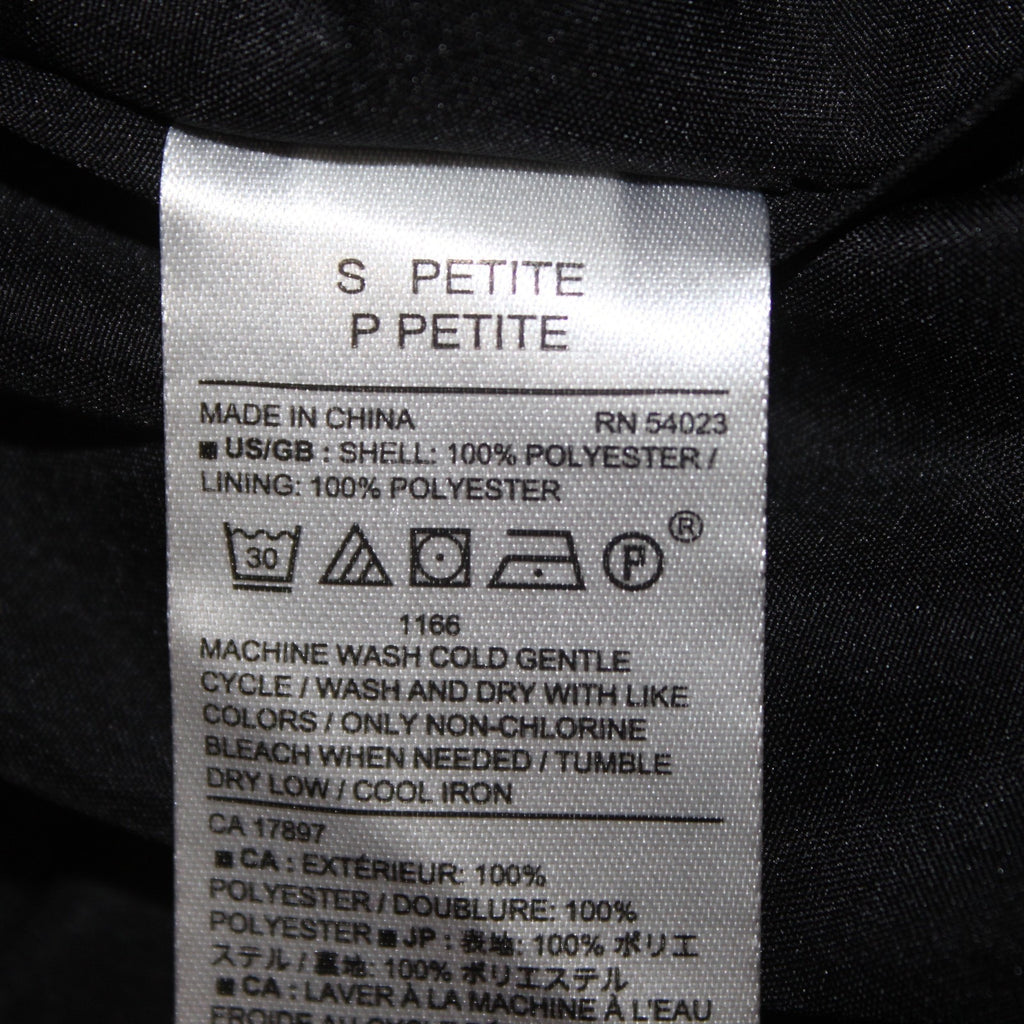 S PETITE
P PETITE
MADE IN CHINA RN 54023
US/GB : SHELL: 100% POLYESTER /
LINING: 100% POLYESTER
30 P ®
1166
MACHINE WASH COLD GENTLE
CYCLE / WASH AND DRY WITH LIKE
COLORS / ONLY NON-CHLORINE
BLEACH WHEN NEEDED / TUMBLE
DRY LOW / COOL IRON
CA 17897
CA : EXTÉRIEUR: 100%
POLYESTER / DOUBLURE: 100%
POLYESTER JP : 表地: 100% ポリエ
ステル / 裏地: 100% ポリエステル
CA : LAVER À LA MACHINE À L'EAU
FROIDE AU CYCLE